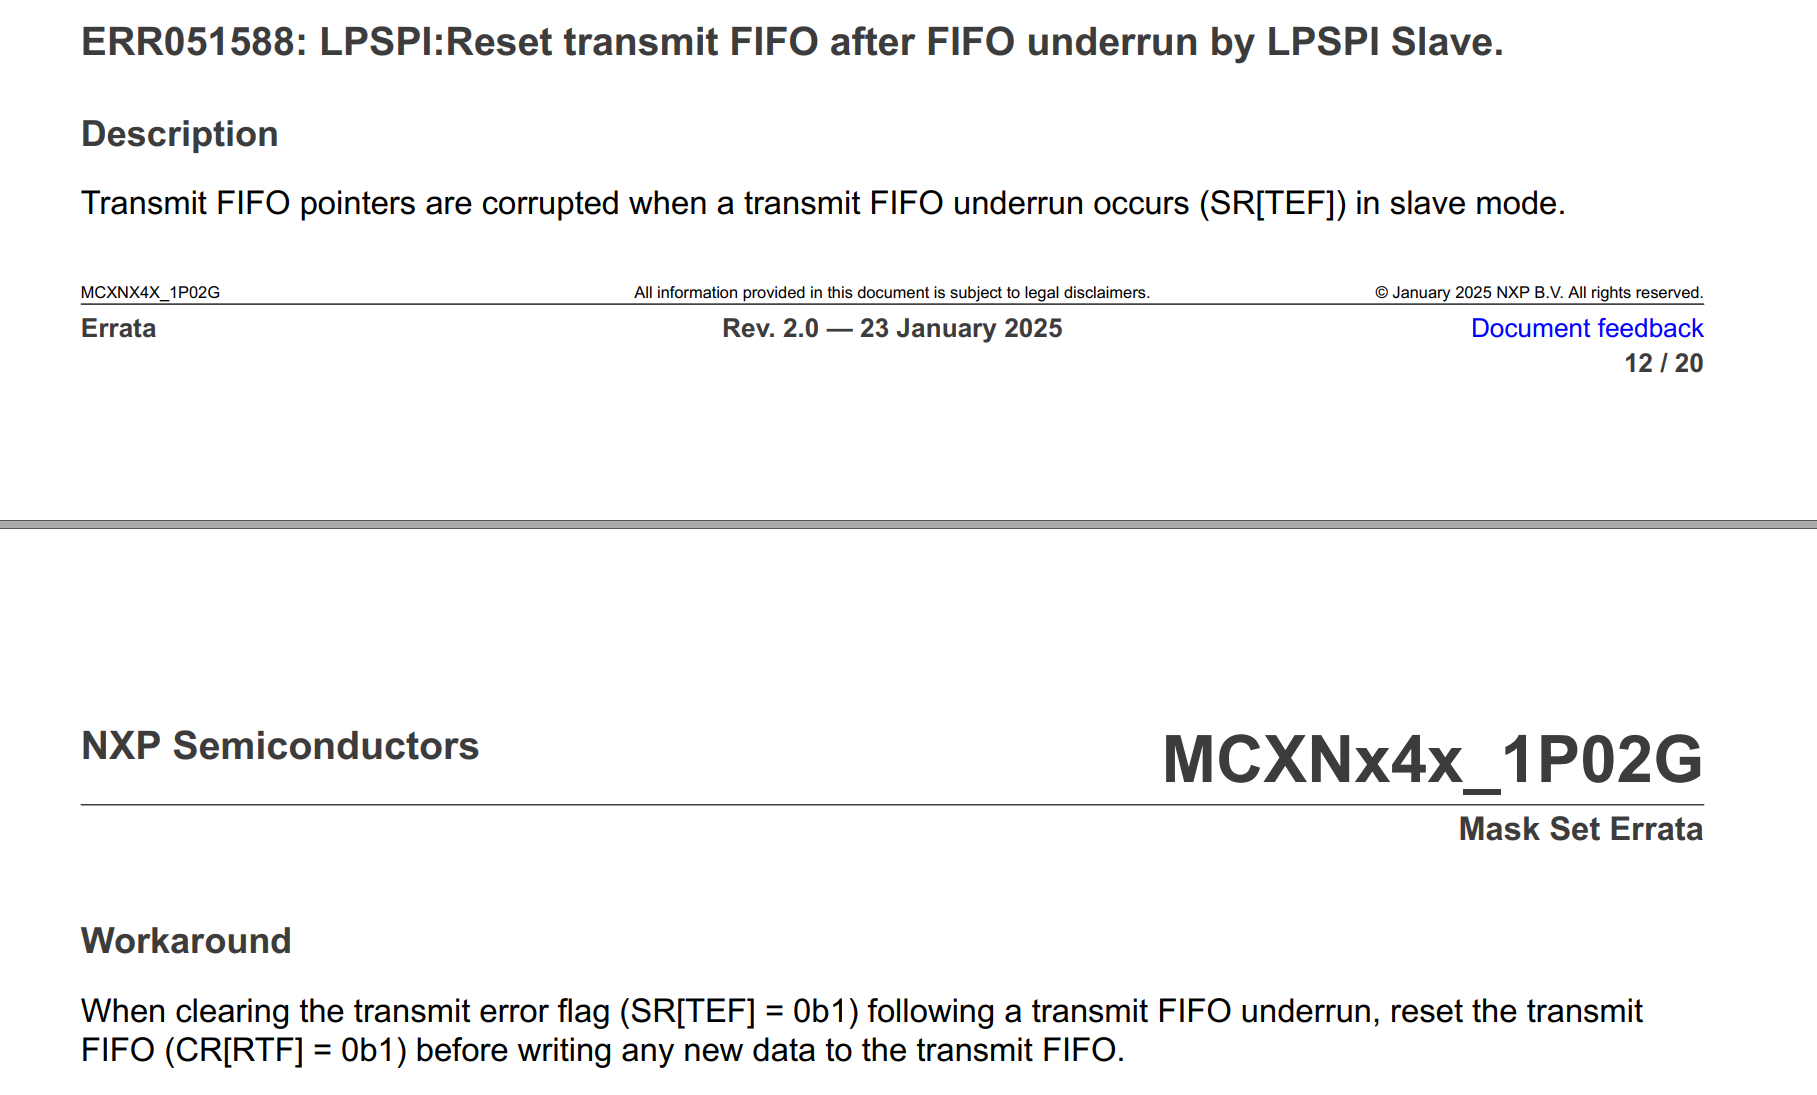 ERR051588: LPSPI:Reset transmit FIFO after FIFO underrun by LPSPI Slave.
Description
Transmit FIFO pointers are corrupted when a transmit FIFO underrun occurs (SR[TEF]) in slave mode.
MCXNX4X_1P02G All information provided in this document is subject to legal disclaimers. © January 2025 NXP B.V. All rights reserved.
Errata Rev. 2.0 — 23 January 2025 Document feedback
12 / 20
NXP Semiconductors MCXNx4x_1P02G
Mask Set Errata
Workaround
When clearing the transmit error flag (SR[TEF] = 0b1) following a transmit FIFO underrun, reset the transmit
FIFO (CR[RTF] = 0b1) before writing any new data to the transmit FIFO.